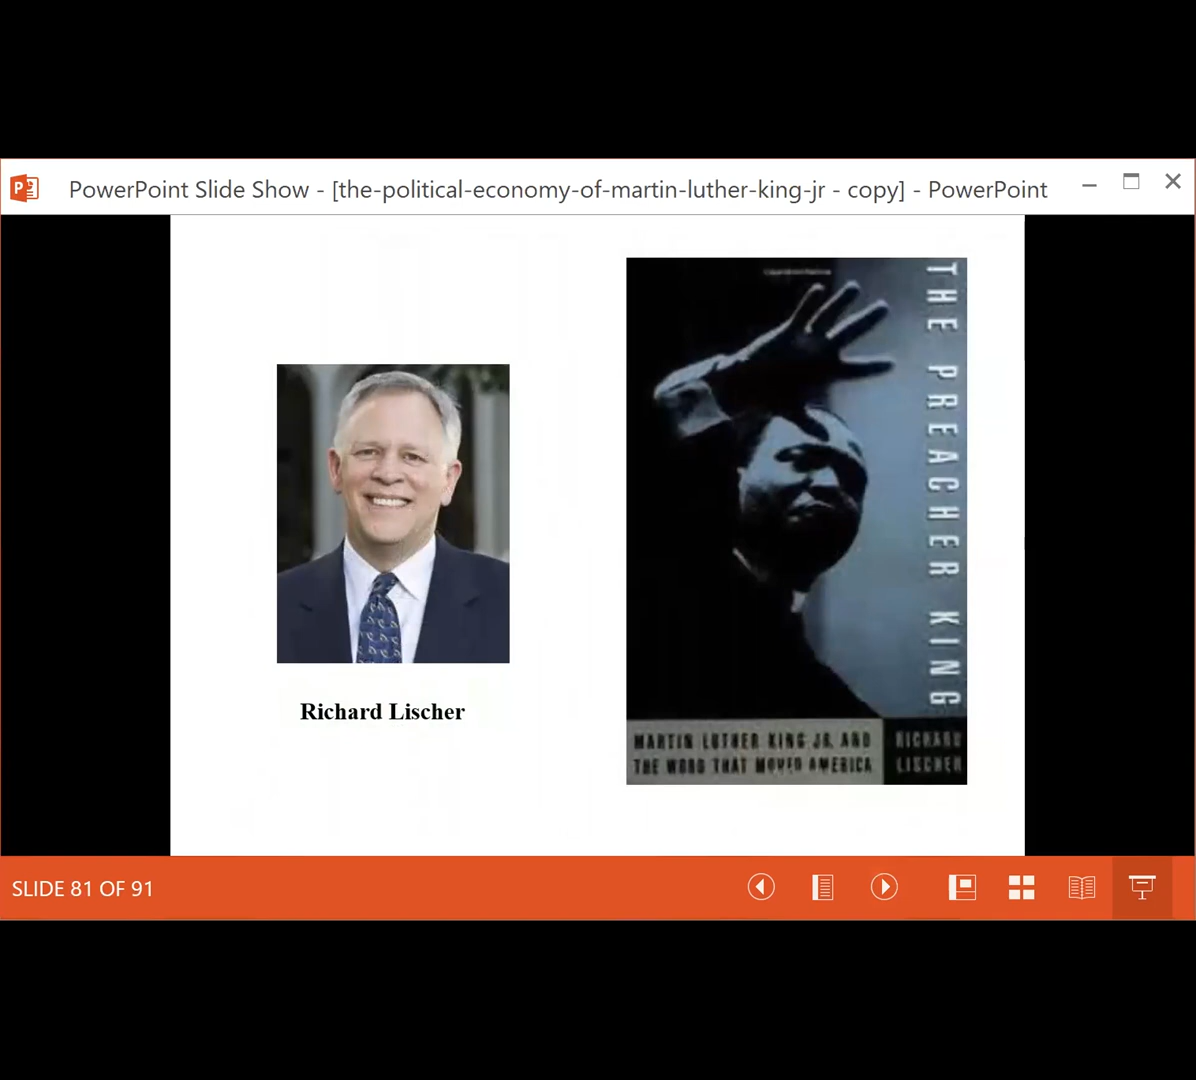 PowerPoint Slide Show - [the-political-economy-of-martin-luther-king-jr - copy] - PowerPoint
Richard Lischer
THE PREACHER KING
MARTIN LUTHER KING JR. AND
THE WORD THAT MOVED AMERICA
RICHARD
LISCHER
SLIDE 81 OF 91